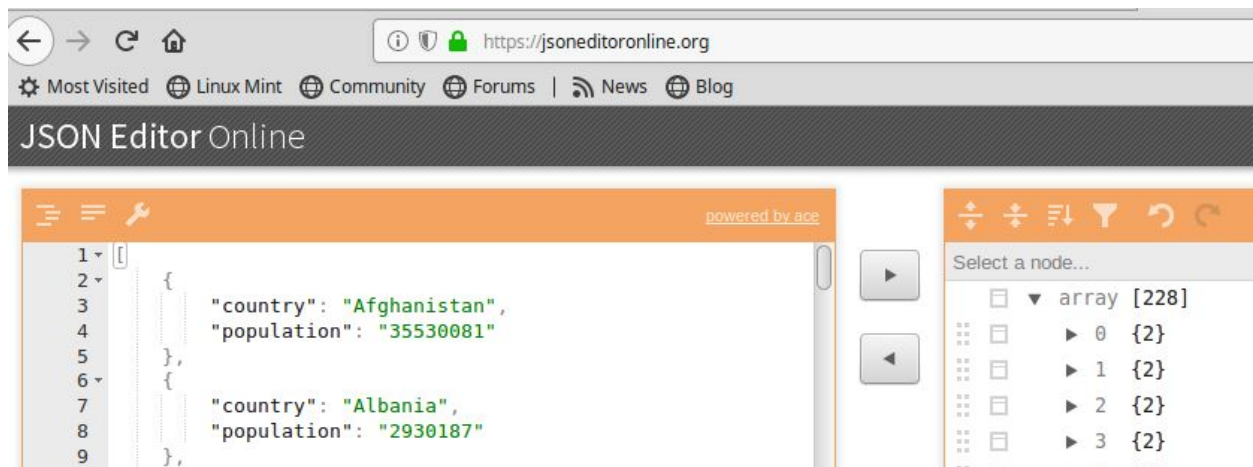 https://jsoneditoronline.org
Most Visited Linux Mint Community Forums | News Blog
JSON Editor Online
powered by ace
1 [
2 {
3 "country": "Afghanistan",
4 "population": "35530081"
5 },
6 {
7 "country": "Albania",
8 "population": "2930187"
9 },
Select a node...
array [228]
0 {2}
1 {2}
2 {2}
3 {2}